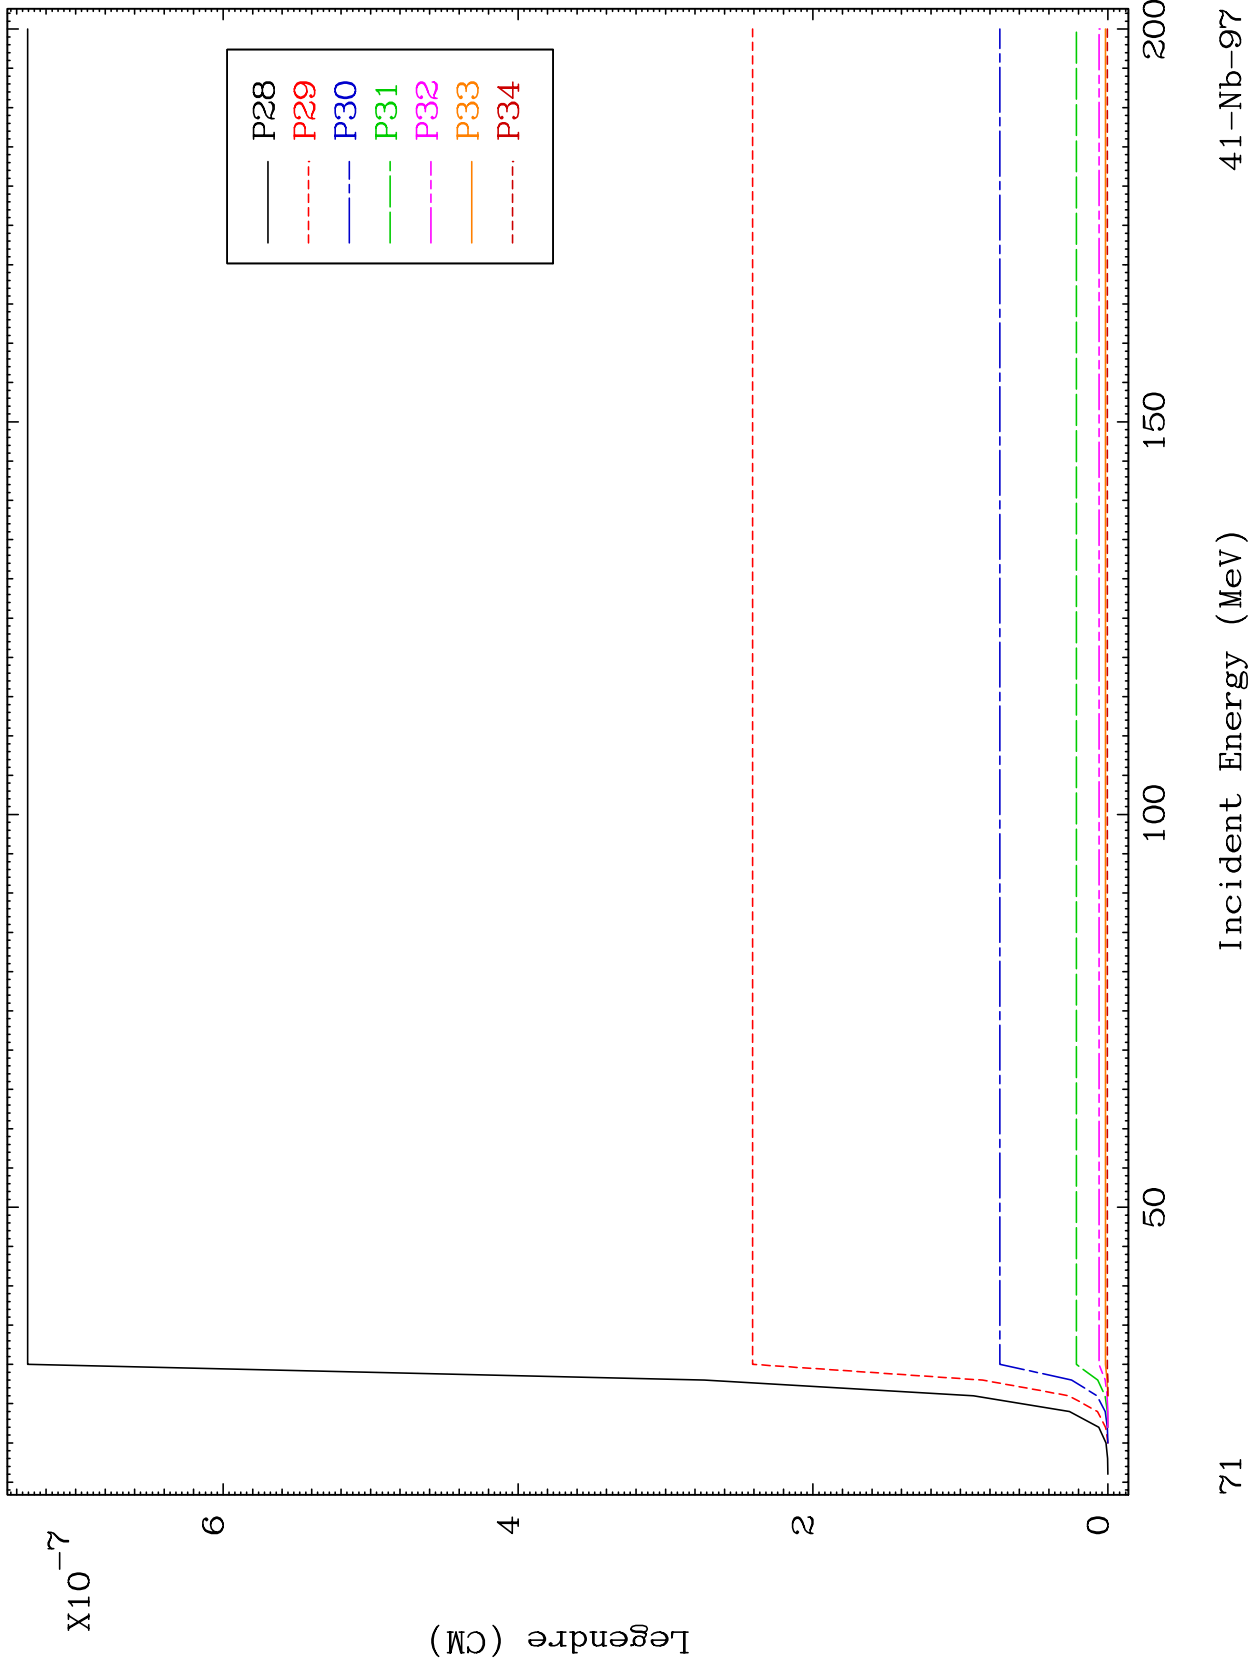 X10-7
Legendre (CM)
6
4
2
0
P28
P29
P30
P31
P32
P33
P34
50
100
150
200
Incident Energy (MeV)
71
41-Nb-97